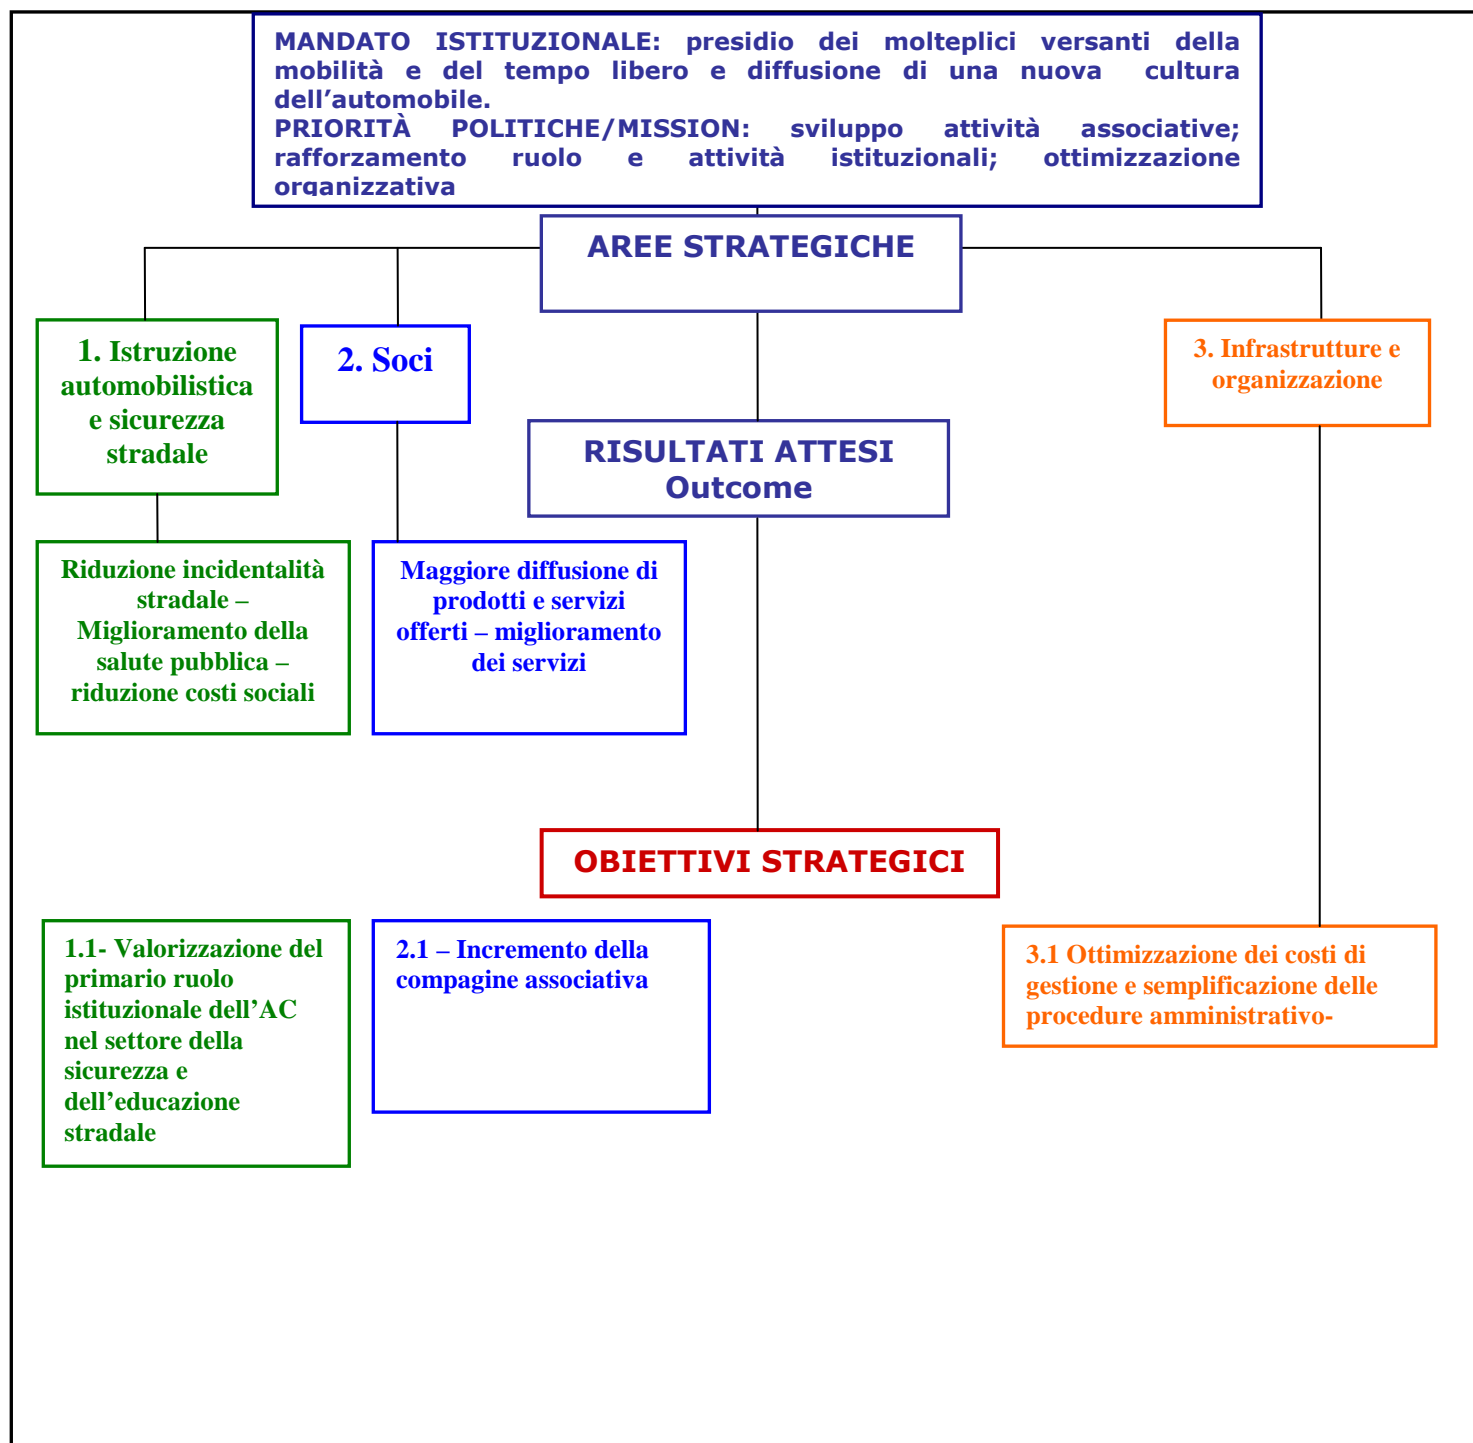 MANDATO ISTITUZIONALE: presidio dei molteplici versanti della
mobilità e del tempo libero e diffusione di una nuova cultura
dell’automobile.
PRIORITÀ POLITICHE/MISSION: sviluppo attività associative;
rafforzamento ruolo e attività istituzionali; ottimizzazione
organizzativa
AREE STRATEGICHE
1. Istruzione
automobilistica
e sicurezza
stradale
2. Soci
3. Infrastrutture e
organizzazione
RISULTATI ATTESI
Outcome
Riduzione incidentalità
stradale –
Miglioramento della
salute pubblica –
riduzione costi sociali
Maggiore diffusione di
prodotti e servizi
offerti – miglioramento
dei servizi
OBIETTIVI STRATEGICI
1.1- Valorizzazione del
primario ruolo
istituzionale dell’AC
nel settore della
sicurezza e
dell’educazione
stradale
2.1 – Incremento della
compagine associativa
3.1 Ottimizzazione dei costi di
gestione e semplificazione delle
procedure amministrativo-